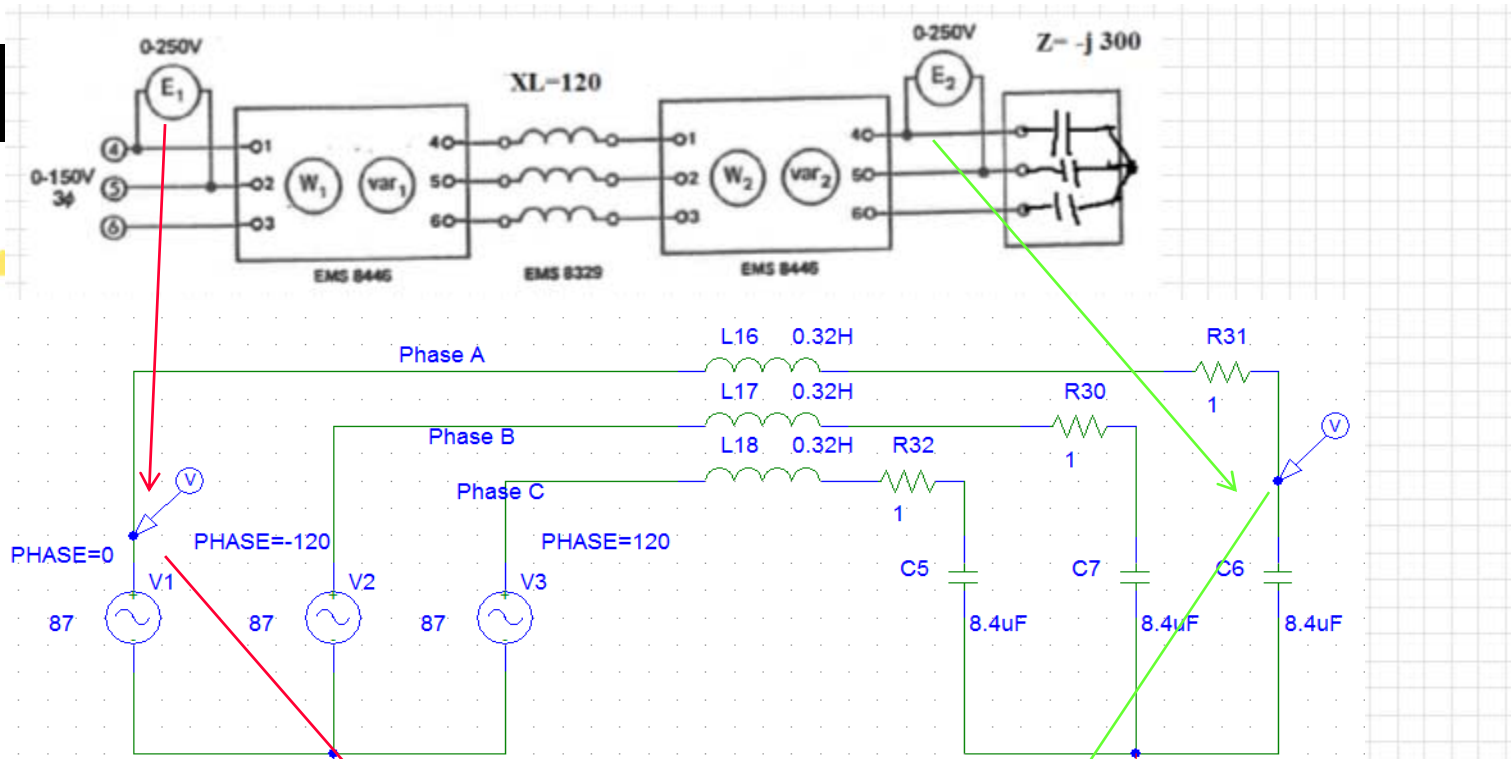 0-250V
E1
0-150V
3ϕ
4
5
6
1
2
3
W1
var1
4
5
6
EMS 8446
XL=120
EMS 8329
1
2
3
W2
var2
4
5
6
EMS 8446
0-250V
E2
Z= -j 300
Phase A
L16 0.32H
R31
1
Phase B
L17 0.32H
R30
1
Phase C
L18 0.32H
R32
1
V
V
PHASE=0
PHASE=-120
PHASE=120
V1
V2
V3
87
87
87
C5
C7
C6
8.4uF
8.4uF
8.4uF